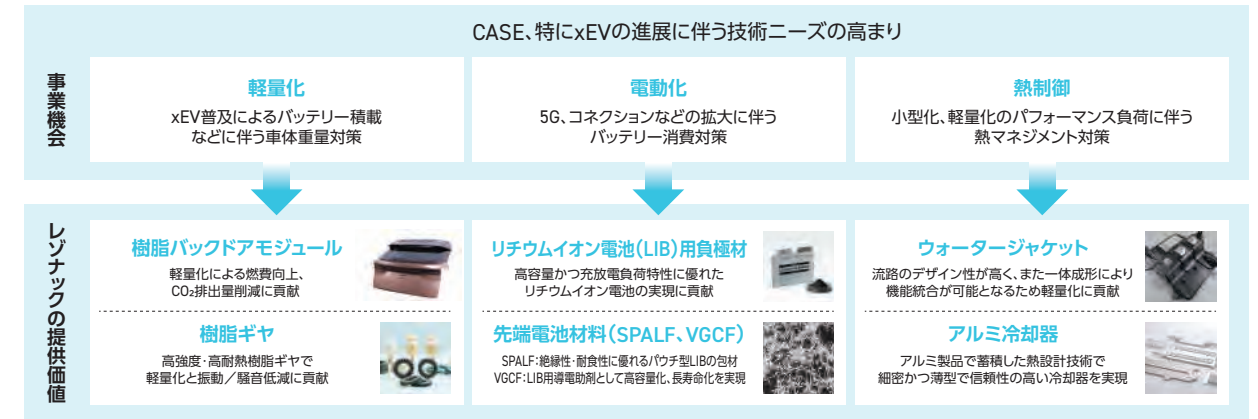 CASE、特にxEVの進展に伴う技術ニーズの高まり
事業機会
軽量化
xEV普及によるバッテリー積載
などに伴う車体重量対策
電動化
5G、コネクションなどの拡大に伴う
バッテリー消費対策
熱制御
小型化、軽量化のパフォーマンス負荷に伴う
熱マネジメント対策
レゾナックの提供価値
樹脂バックドアモジュール
軽量化による燃費向上、
CO₂排出量削減に貢献
樹脂ギヤ
高強度・高耐熱樹脂ギヤで
軽量化と振動／騒音低減に貢献
リチウムイオン電池（LIB）用負極材
高容量かつ充放電負荷特性に優れた
リチウムイオン電池の実現に貢献
先端電池材料（SPALF、VGCF）
SPALF：絶縁性・耐食性に優れるパウチ型LIBの包材
VGCF：LIB用導電助剤として高容量化、長寿命化を実現
ウォータージャケット
流路のデザイン性が高く、また一体成形により
機能統合が可能となるため軽量化に貢献
アルミ冷却器
アルミ製品で蓄積した熱設計技術で
細密かつ薄型で信頼性の高い冷却器を実現